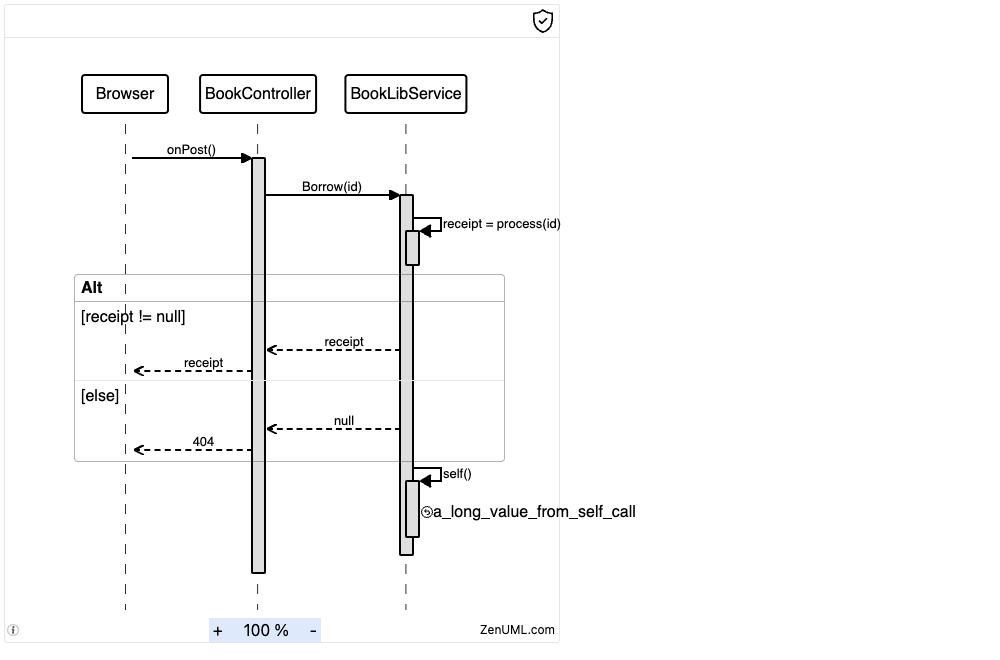 Browser
BookController
BookLibService
onPost()
Borrow(id)
receipt = process(id)
Alt
[receipt != null]
receipt
receipt
[else]
null
404
self()
a_long_value_from_self_call
+ 100 % -
ZenUML.com